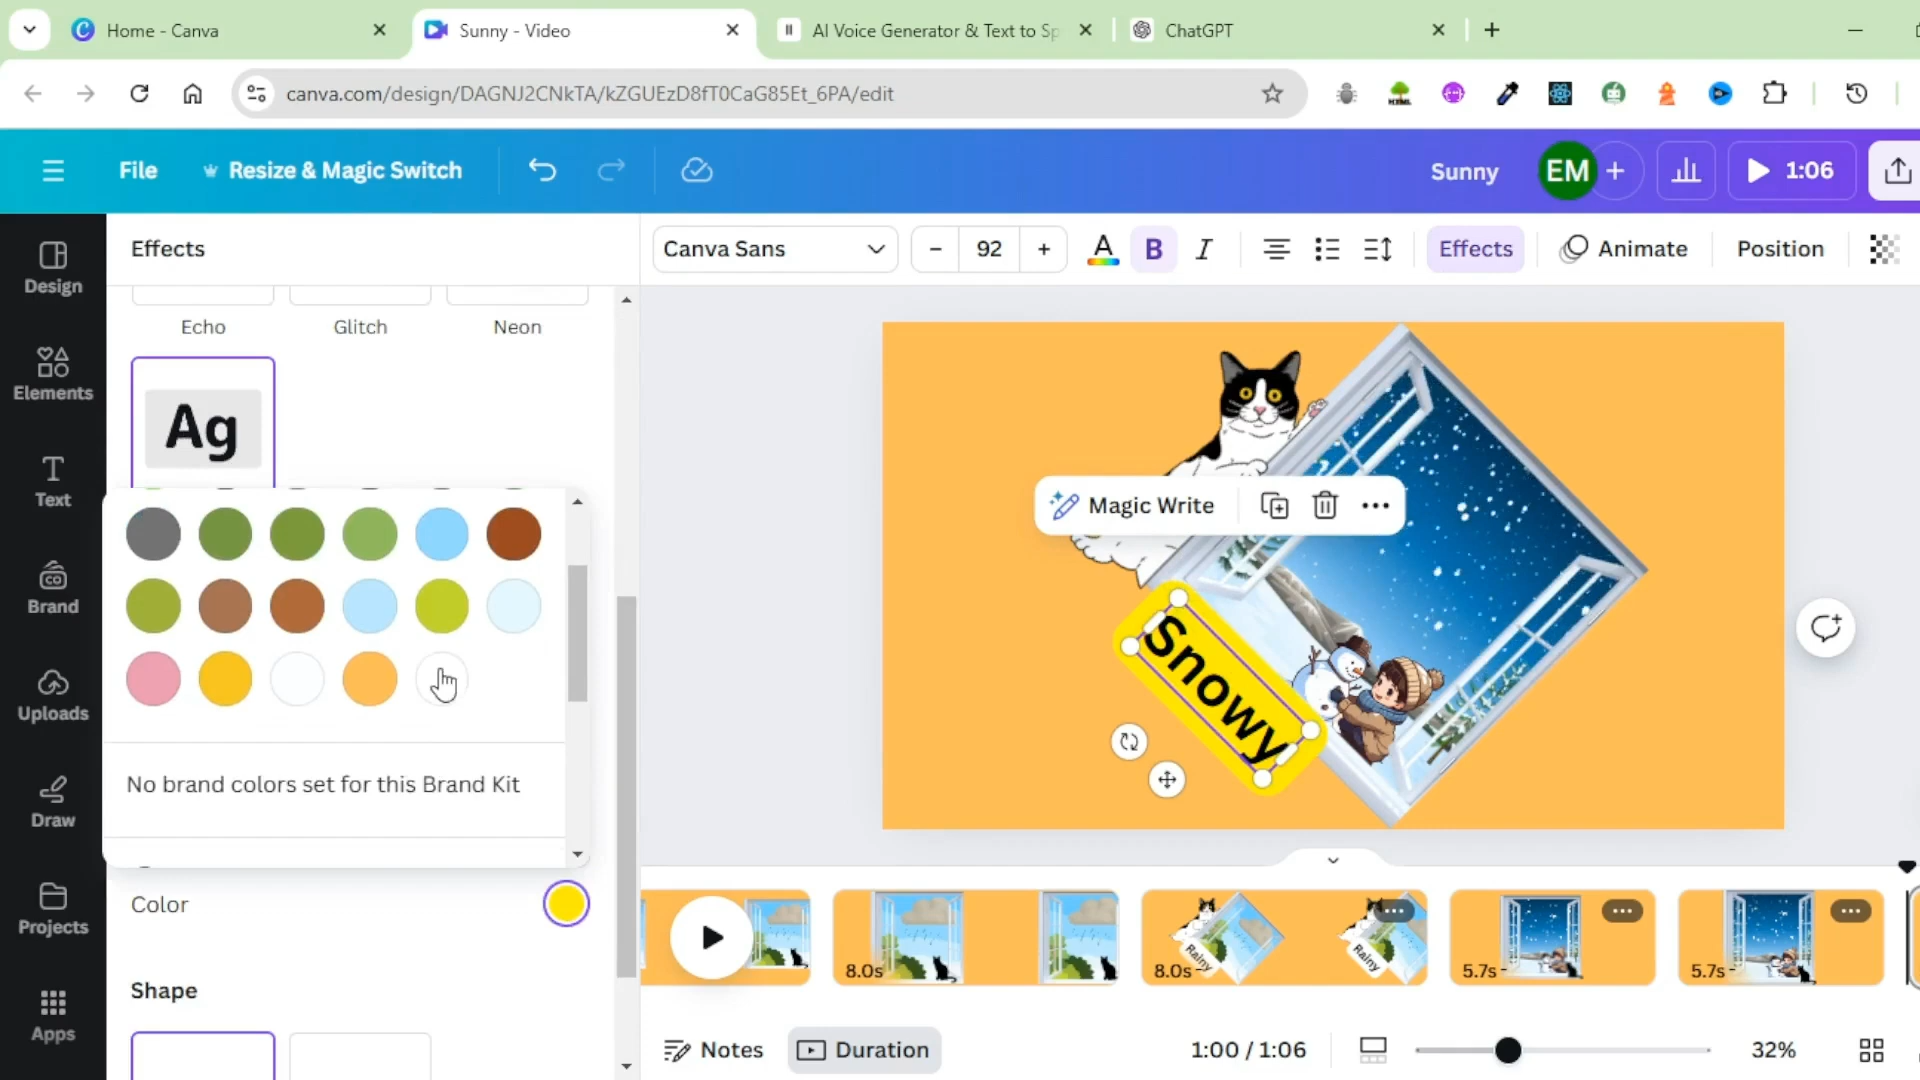 Home - Canva
Sunny - Video
AI Voice Generator & Text to Sp
ChatGPT
canva.com/design/DAGNJ2CNkTA/kZGUEzD8fT0CaG85Et_6PA/edit
File
Resize & Magic Switch
Sunny
EM
1:06
Design
Elements
Text
Brand
Uploads
Draw
Projects
Apps
Effects
Echo
Glitch
Neon
Ag
No brand colors set for this Brand Kit
Color
Shape
Canva Sans
92
A
B
I
Effects
Animate
Position
Magic Write
Snowy
8.0s
Rainy
Rainy
8.0s
5.7s
5.7s
Notes
Duration
1:00 / 1:06
32%